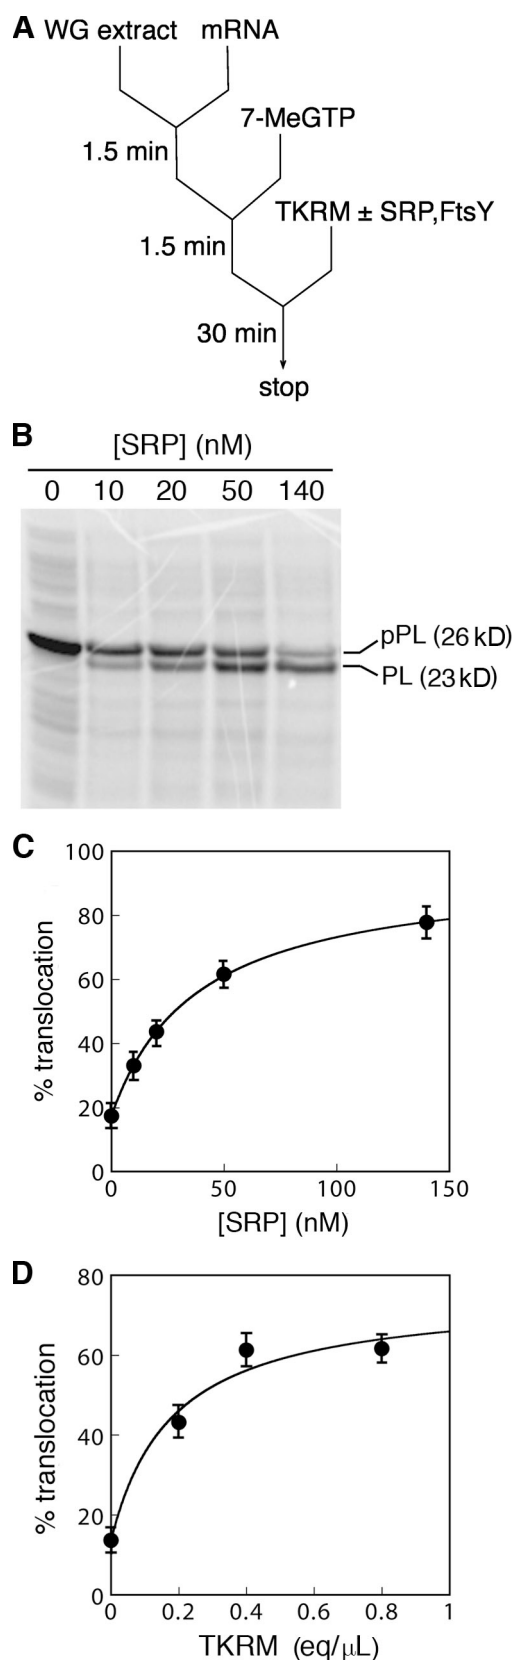 A
WG extract mRNA
7-MeGTP
1.5 min
TKRM ± SRP,FtsY
1.5 min
30 min
stop
B
[SRP] (nM)
0 10 20 50 140
pPL (26 kD)
PL (23 kD)
C
100
80
60
40
20
0
% translocation
0 50 100 150
[SRP] (nM)
D
80
60
40
20
0
% translocation
0 0.2 0.4 0.6 0.8 1
TKRM (eq/μL)